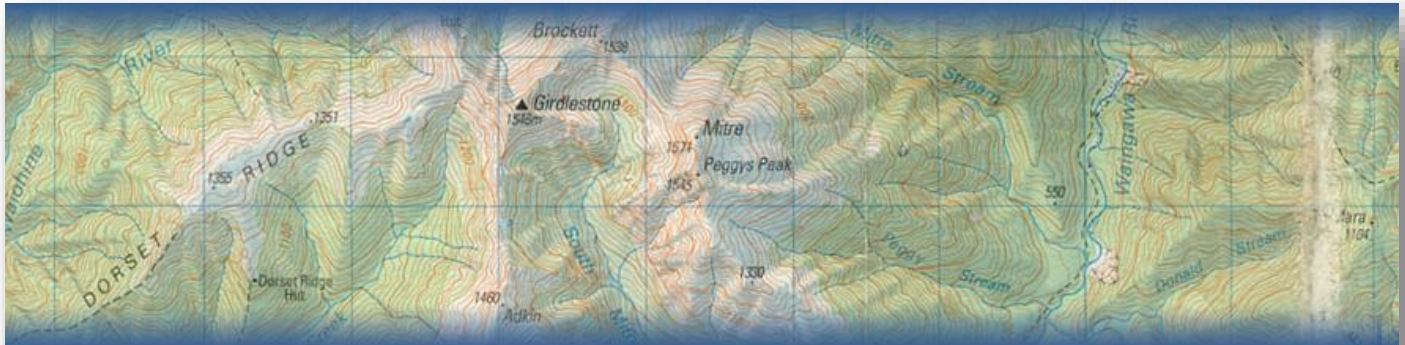 Hut
Brockett
1538
Mitre
River
Stream
Girdlestone
1546m
1351
Mitre
1571
Waingawa
RIDGE
Peggys Peak
1545
1355
550
1104
DORSET
South
Peggy
Stream
Donald
Stream
1330
Dorset Ridge
Hut
1460
Adkin